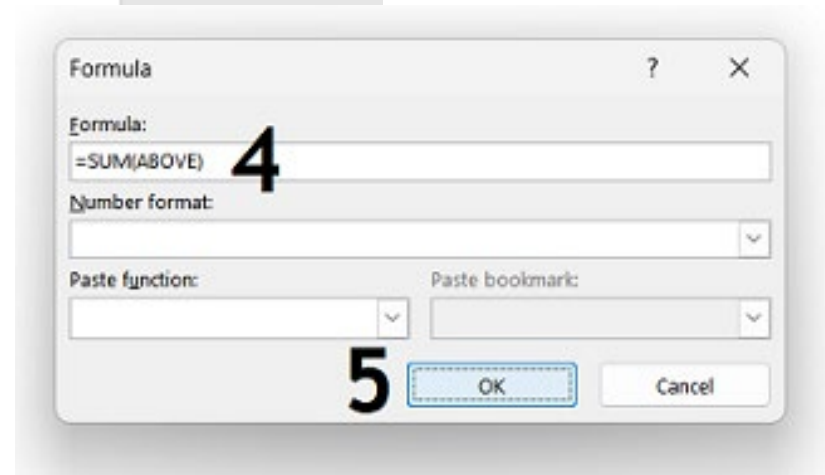 Formula ? ×
Formula:
=SUM(ABOVE) 4
Number format:
Paste function: Paste bookmark:
5 OK Cancel